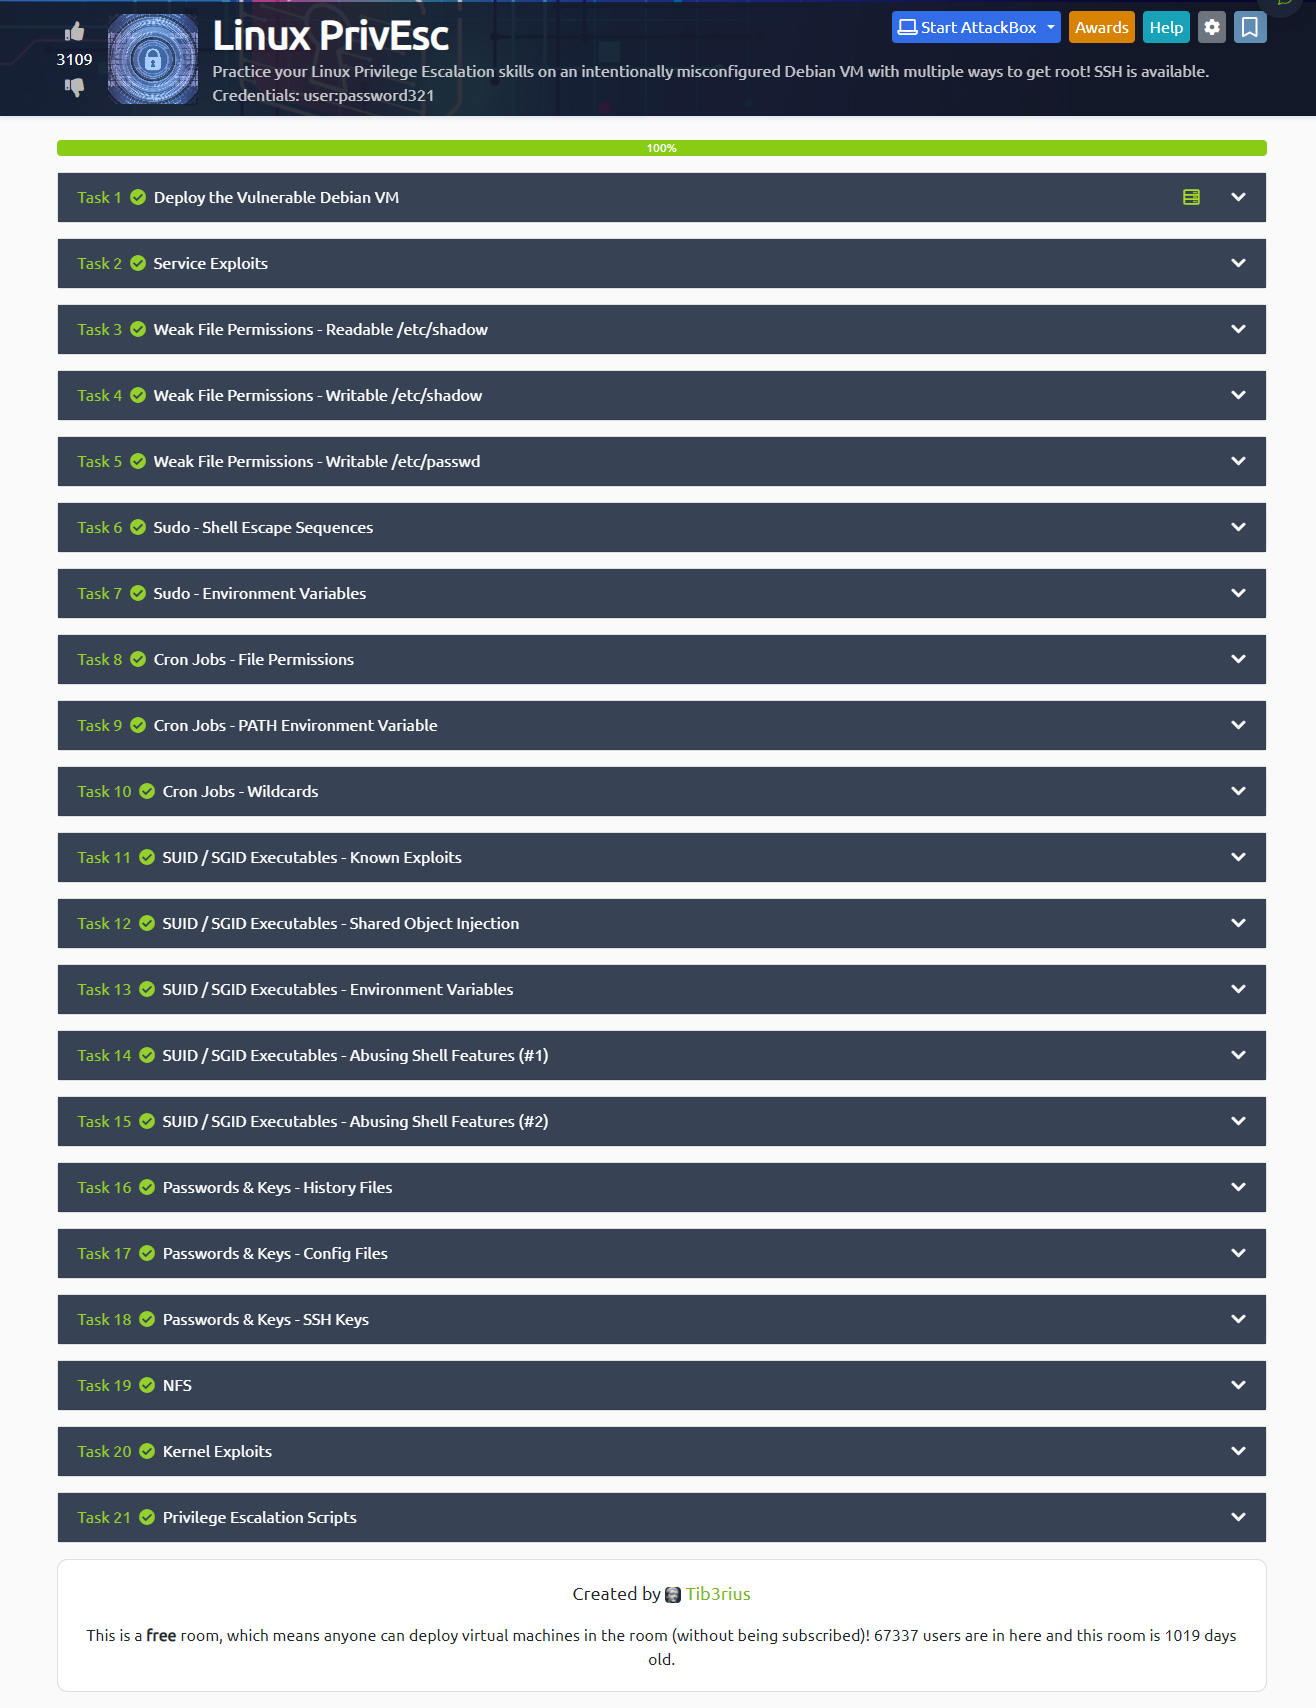 3109
Linux PrivEsc
Start AttackBox
Awards
Help
Practice your Linux Privilege Escalation skills on an intentionally misconfigured Debian VM with multiple ways to get root! SSH is available.
Credentials: user:password321
100%
Task 1 Deploy the Vulnerable Debian VM
Task 2 Service Exploits
Task 3 Weak File Permissions - Readable /etc/shadow
Task 4 Weak File Permissions - Writable /etc/shadow
Task 5 Weak File Permissions - Writable /etc/passwd
Task 6 Sudo - Shell Escape Sequences
Task 7 Sudo - Environment Variables
Task 8 Cron Jobs - File Permissions
Task 9 Cron Jobs - PATH Environment Variable
Task 10 Cron Jobs - Wildcards
Task 11 SUID / SGID Executables - Known Exploits
Task 12 SUID / SGID Executables - Shared Object Injection
Task 13 SUID / SGID Executables - Environment Variables
Task 14 SUID / SGID Executables - Abusing Shell Features (#1)
Task 15 SUID / SGID Executables - Abusing Shell Features (#2)
Task 16 Passwords & Keys - History Files
Task 17 Passwords & Keys - Config Files
Task 18 Passwords & Keys - SSH Keys
Task 19 NFS
Task 20 Kernel Exploits
Task 21 Privilege Escalation Scripts
Created by Tib3rius
This is a free room, which means anyone can deploy virtual machines in the room (without being subscribed)! 67337 users are in here and this room is 1019 days
old.